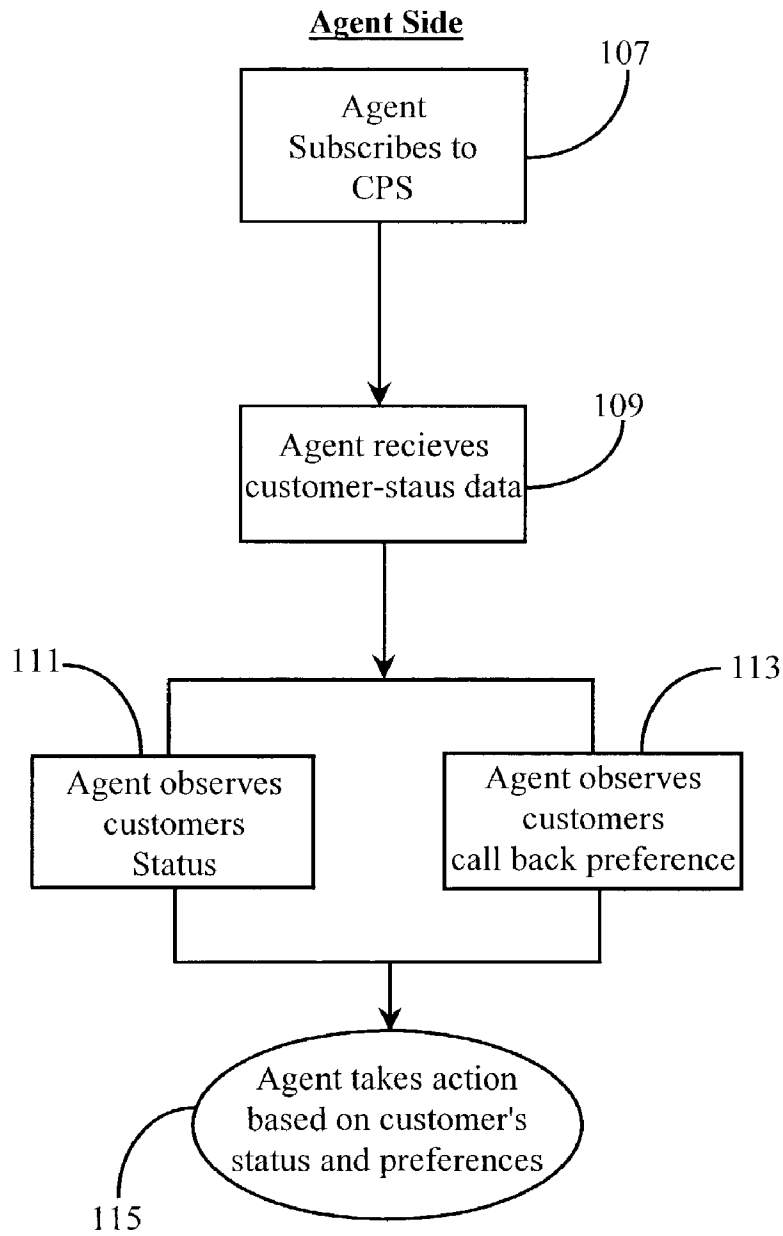 Agent Side
107
Agent
Subscribes to
CPS
109
Agent recieves
customer-staus data
111
113
Agent observes
customers
Status
Agent observes
customers
call back preference
Agent takes action
based on customer's
status and preferences
115